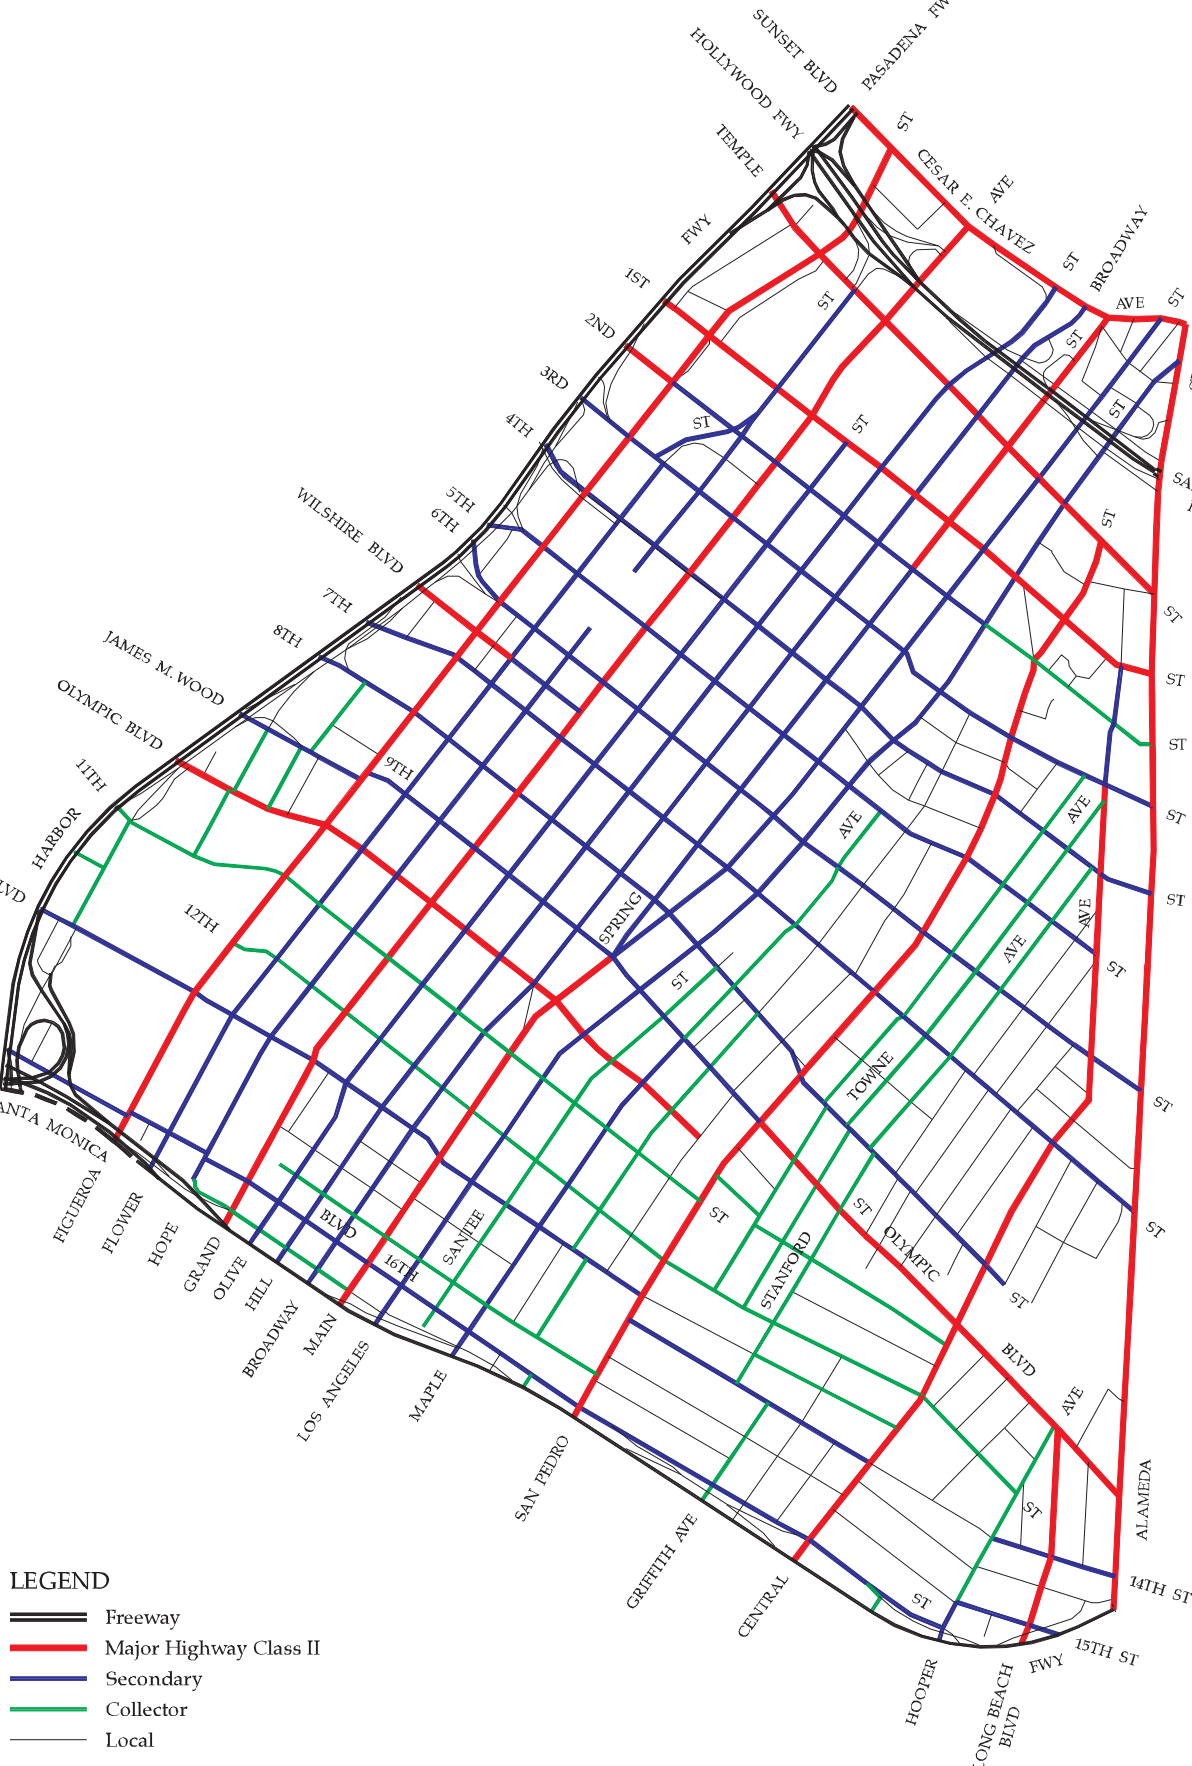 SUNSET BLVD
PASADENA
HOLLYWOOD FWY
TEMPLE
ST
CESAR E. CHAVEZ
AVE
FWY
BROADWAY
ST
AVE
ST
1ST
ST
ST
2ND
3RD
ST
ST
ST
4TH
5TH
6TH
ST
WILSHIRE BLVD
7TH
ST
8TH
ST
JAMES M. WOOD
ST
OLYMPIC BLVD
9TH
11TH
AVE
AVE
ST
HARBOR
ST
12TH
SPRING
AVE
AVE
ST
ST
TOWNE
ST
SANTA MONICA
FIGUEROA
FLOWER
HOPE
GRAND
OLIVE
HILL
BROADWAY
MAIN
LOS ANGELES
MAPLE
BLVD
16TH
SANTEE
ST
ST
ST
OLYMPIC
STANFORD
ST
BLVD
AVE
SAN PEDRO
ALAMEDA
ST
GRIFFITH AVE
CENTRAL
ST
14TH ST
15TH ST
FWY
HOOPER
LONG BEACH
BLVD
LEGEND
Freeway
Major Highway Class II
Secondary
Collector
Local